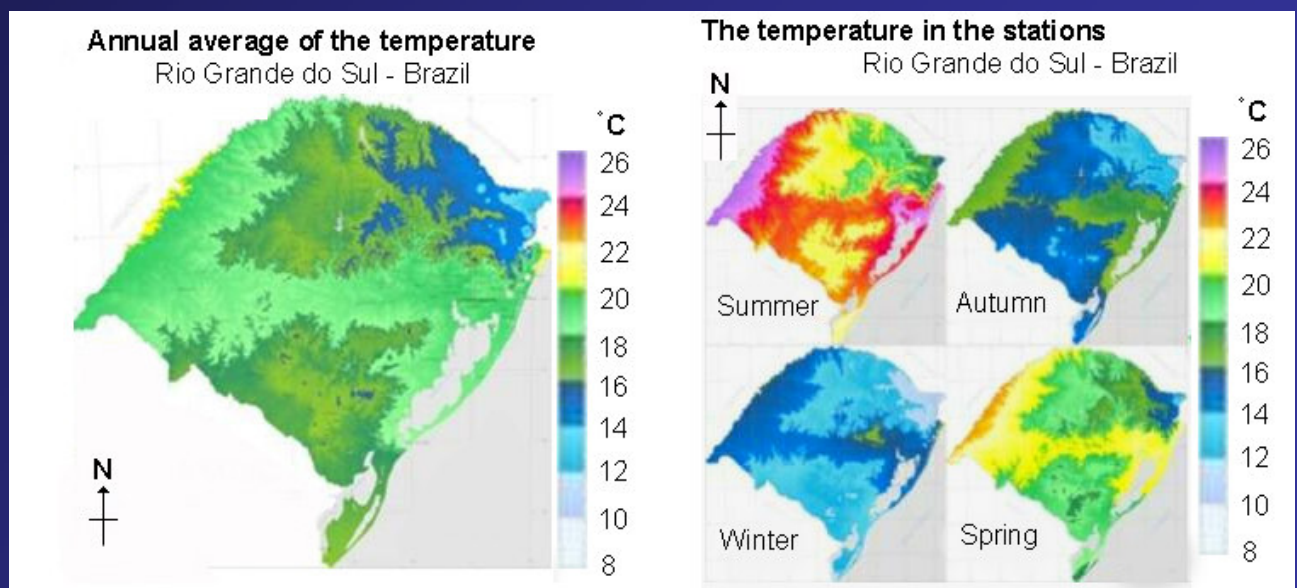 Annual average of the temperature
Rio Grande do Sul - Brazil
°C
26
24
22
20
18
16
14
12
10
8
N
The temperature in the stations
Rio Grande do Sul - Brazil
N
°C
26
24
22
20
18
16
14
12
10
8
Summer
Autumn
Winter
Spring